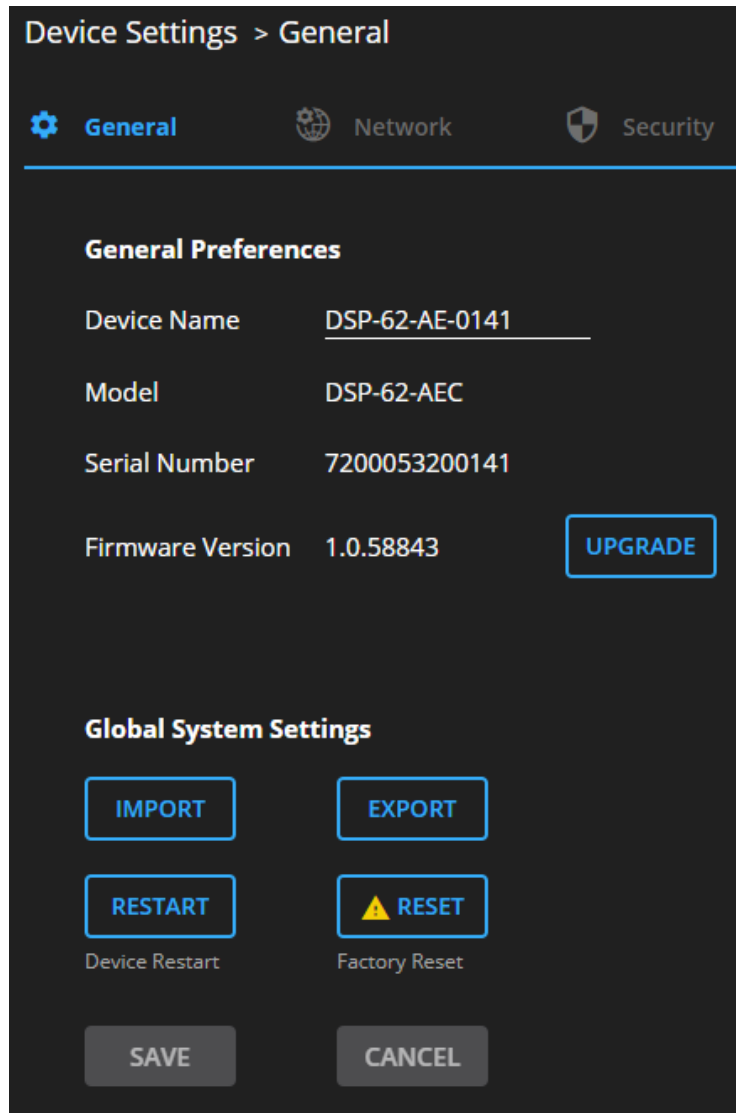 Device Settings > General
General Network Security
General Preferences
Device Name DSP-62-AE-0141
Model DSP-62-AEC
Serial Number 7200053200141
Firmware Version 1.0.58843 UPGRADE
Global System Settings
IMPORT EXPORT
RESTART RESET
Device Restart Factory Reset
SAVE CANCEL